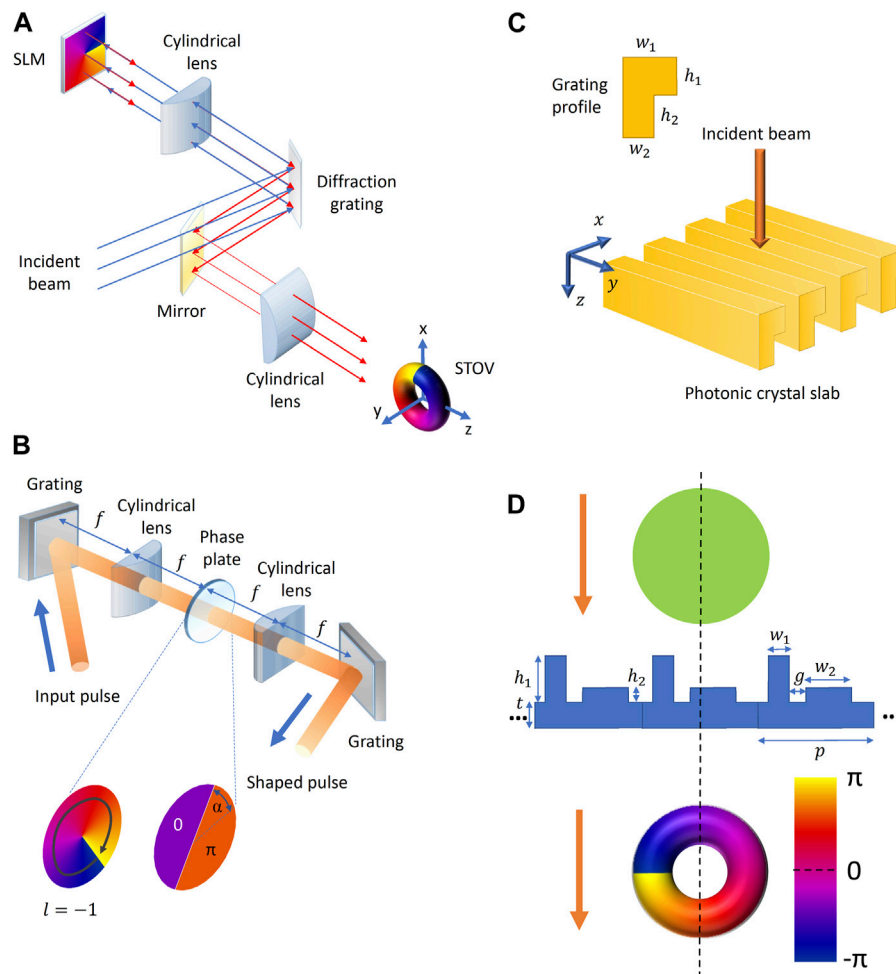 A
SLM
Cylindrical
lens
Diffraction
grating
Incident
beam
Mirror
Cylindrical
lens
x
STOV
y
z
B
Grating
f
Cylindrical
lens
f
Phase
plate
f
Cylindrical
lens
f
Input pulse
Grating
Shaped pulse
0
α
π
l = −1
C
w₁
Grating
profile
h₁
h₂
w₂
Incident beam
x
y
z
Photonic crystal slab
D
w₁
h₁
h₂
g
w₂
t
...
..
p
π
0
-π